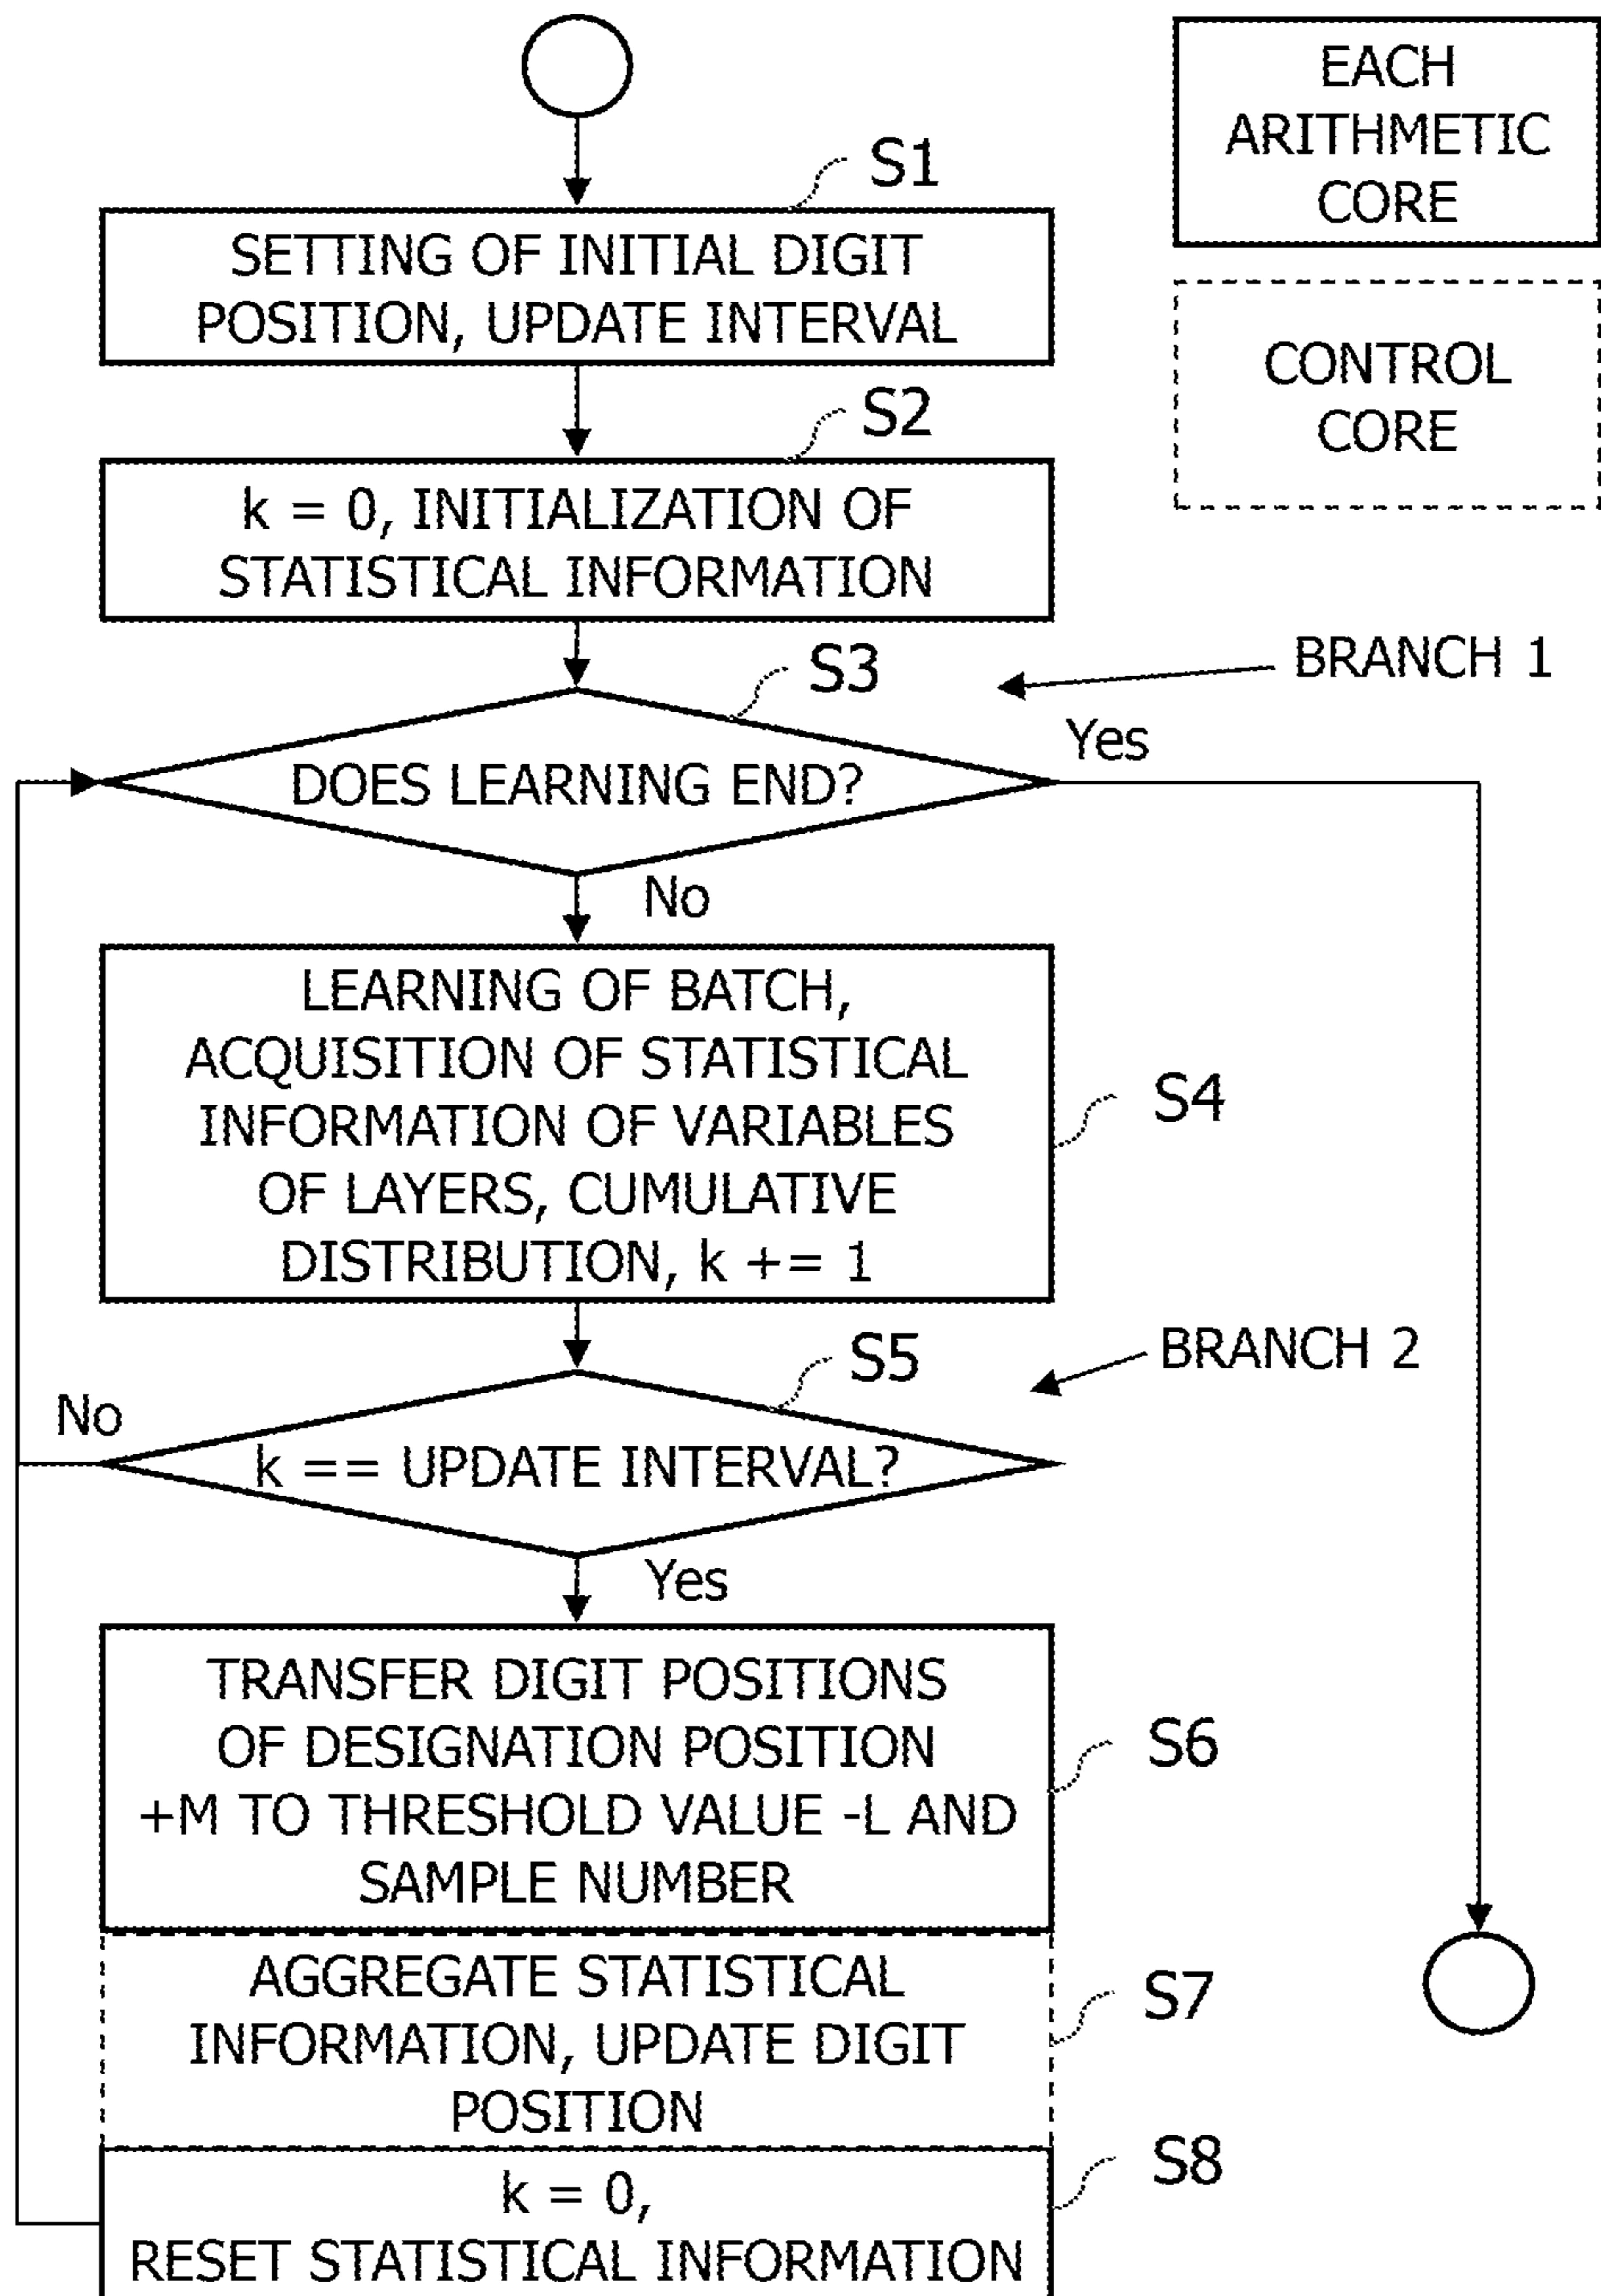 EACH
ARITHMETIC
CORE
CONTROL
CORE
S1
SETTING OF INITIAL DIGIT
POSITION, UPDATE INTERVAL
S2
k = 0, INITIALIZATION OF
STATISTICAL INFORMATION
BRANCH 1
S3
Yes
DOES LEARNING END?
No
LEARNING OF BATCH,
ACQUISITION OF STATISTICAL
INFORMATION OF VARIABLES
OF LAYERS, CUMULATIVE
DISTRIBUTION, k += 1
S4
BRANCH 2
S5
No
k == UPDATE INTERVAL?
Yes
TRANSFER DIGIT POSITIONS
OF DESIGNATION POSITION
+M TO THRESHOLD VALUE -L AND
SAMPLE NUMBER
S6
AGGREGATE STATISTICAL
INFORMATION, UPDATE DIGIT
POSITION
S7
k = 0,
RESET STATISTICAL INFORMATION
S8